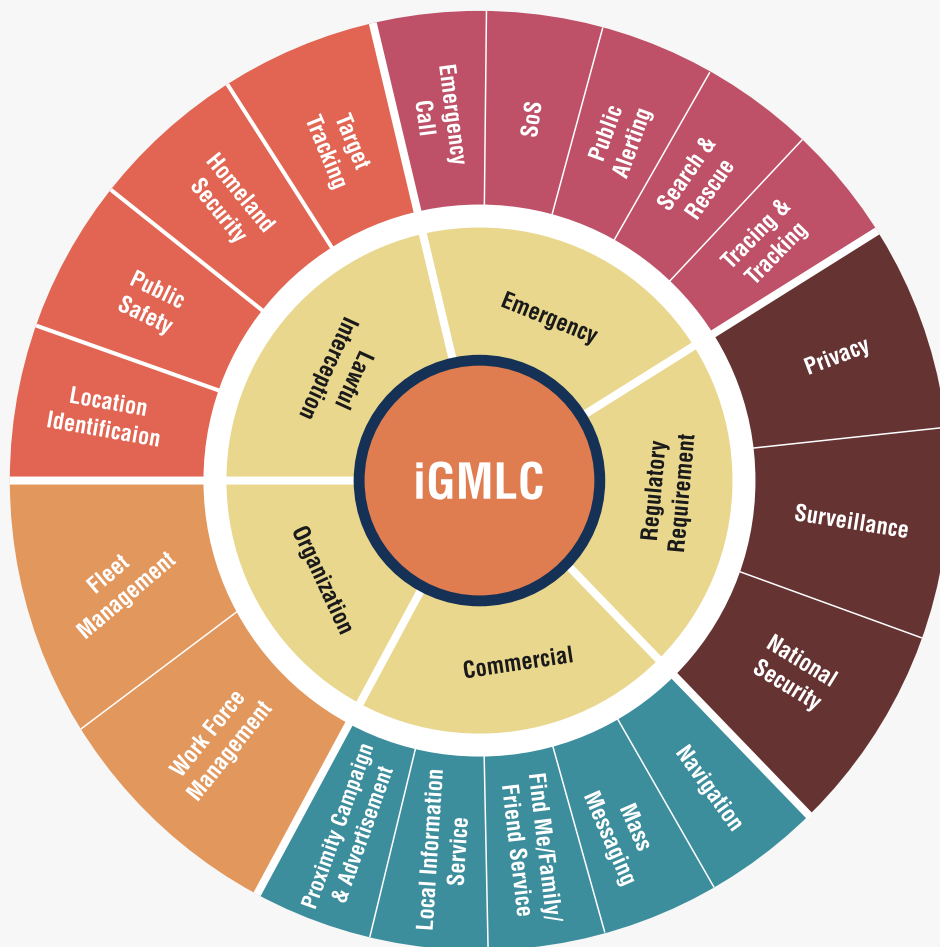 iGMLC
Emergency
Regulatory
Requirement
Commercial
Organization
Lawful
Interception
Emergency
Call
SoS
Public
Alerting
Search &
Rescue
Tracing &
Tracking
Privacy
Surveillance
National
Security
Navigation
Mass
Messaging
Find Me/Family/
Friend Service
Local Information
Service
Proximity Campaign
& Advertisement
Work Force
Management
Fleet
Management
Location
Identificaion
Public
Safety
Homeland
Security
Target
Tracking